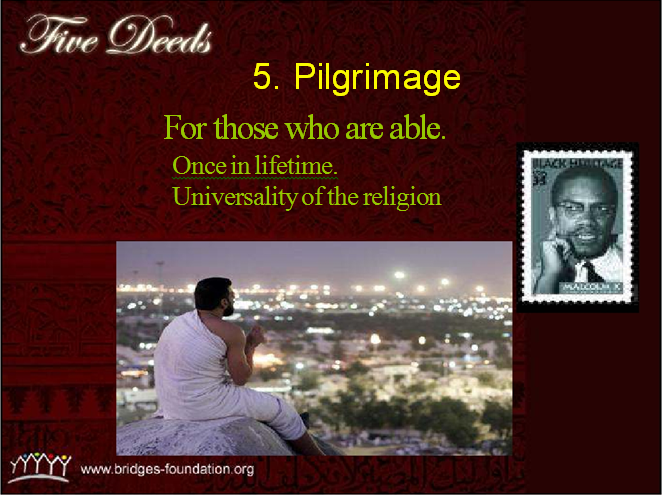 Five Deeds
5. Pilgrimage
For those who are able.
Once in lifetime.
Universality of the religion
BLACK HERITAGE
33
MALCOLM X
www.bridges-foundation.org